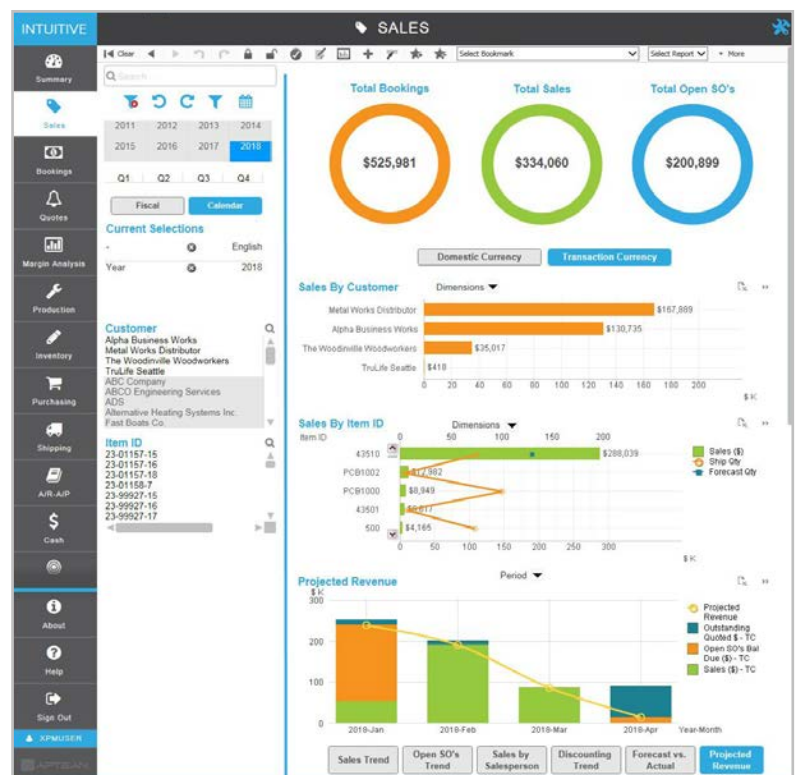 INTUITIVE
SALES
Clear
Select Bookmark
Select Report
More
Summary
Sales
Bookings
Quotes
Margin Analysis
Production
Inventory
Purchasing
Shipping
A/R-A/P
Cash
About
Help
Sign Out
XPMUSER
APTEAN
Search
2011 2012 2013 2014
2015 2016 2017 2018
Q1 Q2 Q3 Q4
Fiscal Calendar
Current Selections
- English
Year 2018
Customer
Alpha Business Works
Metal Works Distributor
The Woodinville Woodworkers
TruLife Seattle
ABC Company
ABCO Engineering Services
ADS
Alternative Heating Systems Inc.
Fast Boats Co.
Item ID
23-01157-15
23-01157-16
23-01157-18
23-01158-7
23-99927-15
23-99927-16
23-99927-17
Total Bookings Total Sales Total Open SO's
$525,981 $334,060 $200,899
Domestic Currency Transaction Currency
Sales By Customer Dimensions
Metal Works Distributor $167,889
Alpha Business Works $130,735
The Woodinville Woodworkers $35,017
TruLife Seattle $418
0 20 40 60 80 100 120 140 160 180 200
$ K
Sales By Item ID Dimensions
Item ID 0 50 100 150 200
43510 $288,039
PCB1002 $12,982
PCB1000 $8,949
43501
500 $4,165
0 50 100 150 200 250 300
$ K
Sales ($)
Ship Qty
Forecast Qty
Projected Revenue Period
$ K
300
200
100
0
2018-Jan 2018-Feb 2018-Mar 2018-Apr Year-Month
Projected
Revenue
Outstanding
Quoted $ - TC
Open SO's Bal
Due ($) - TC
Sales ($) - TC
Sales Trend
Open SO's
Trend
Sales by
Salesperson
Discounting
Trend
Forecast vs.
Actual
Projected
Revenue